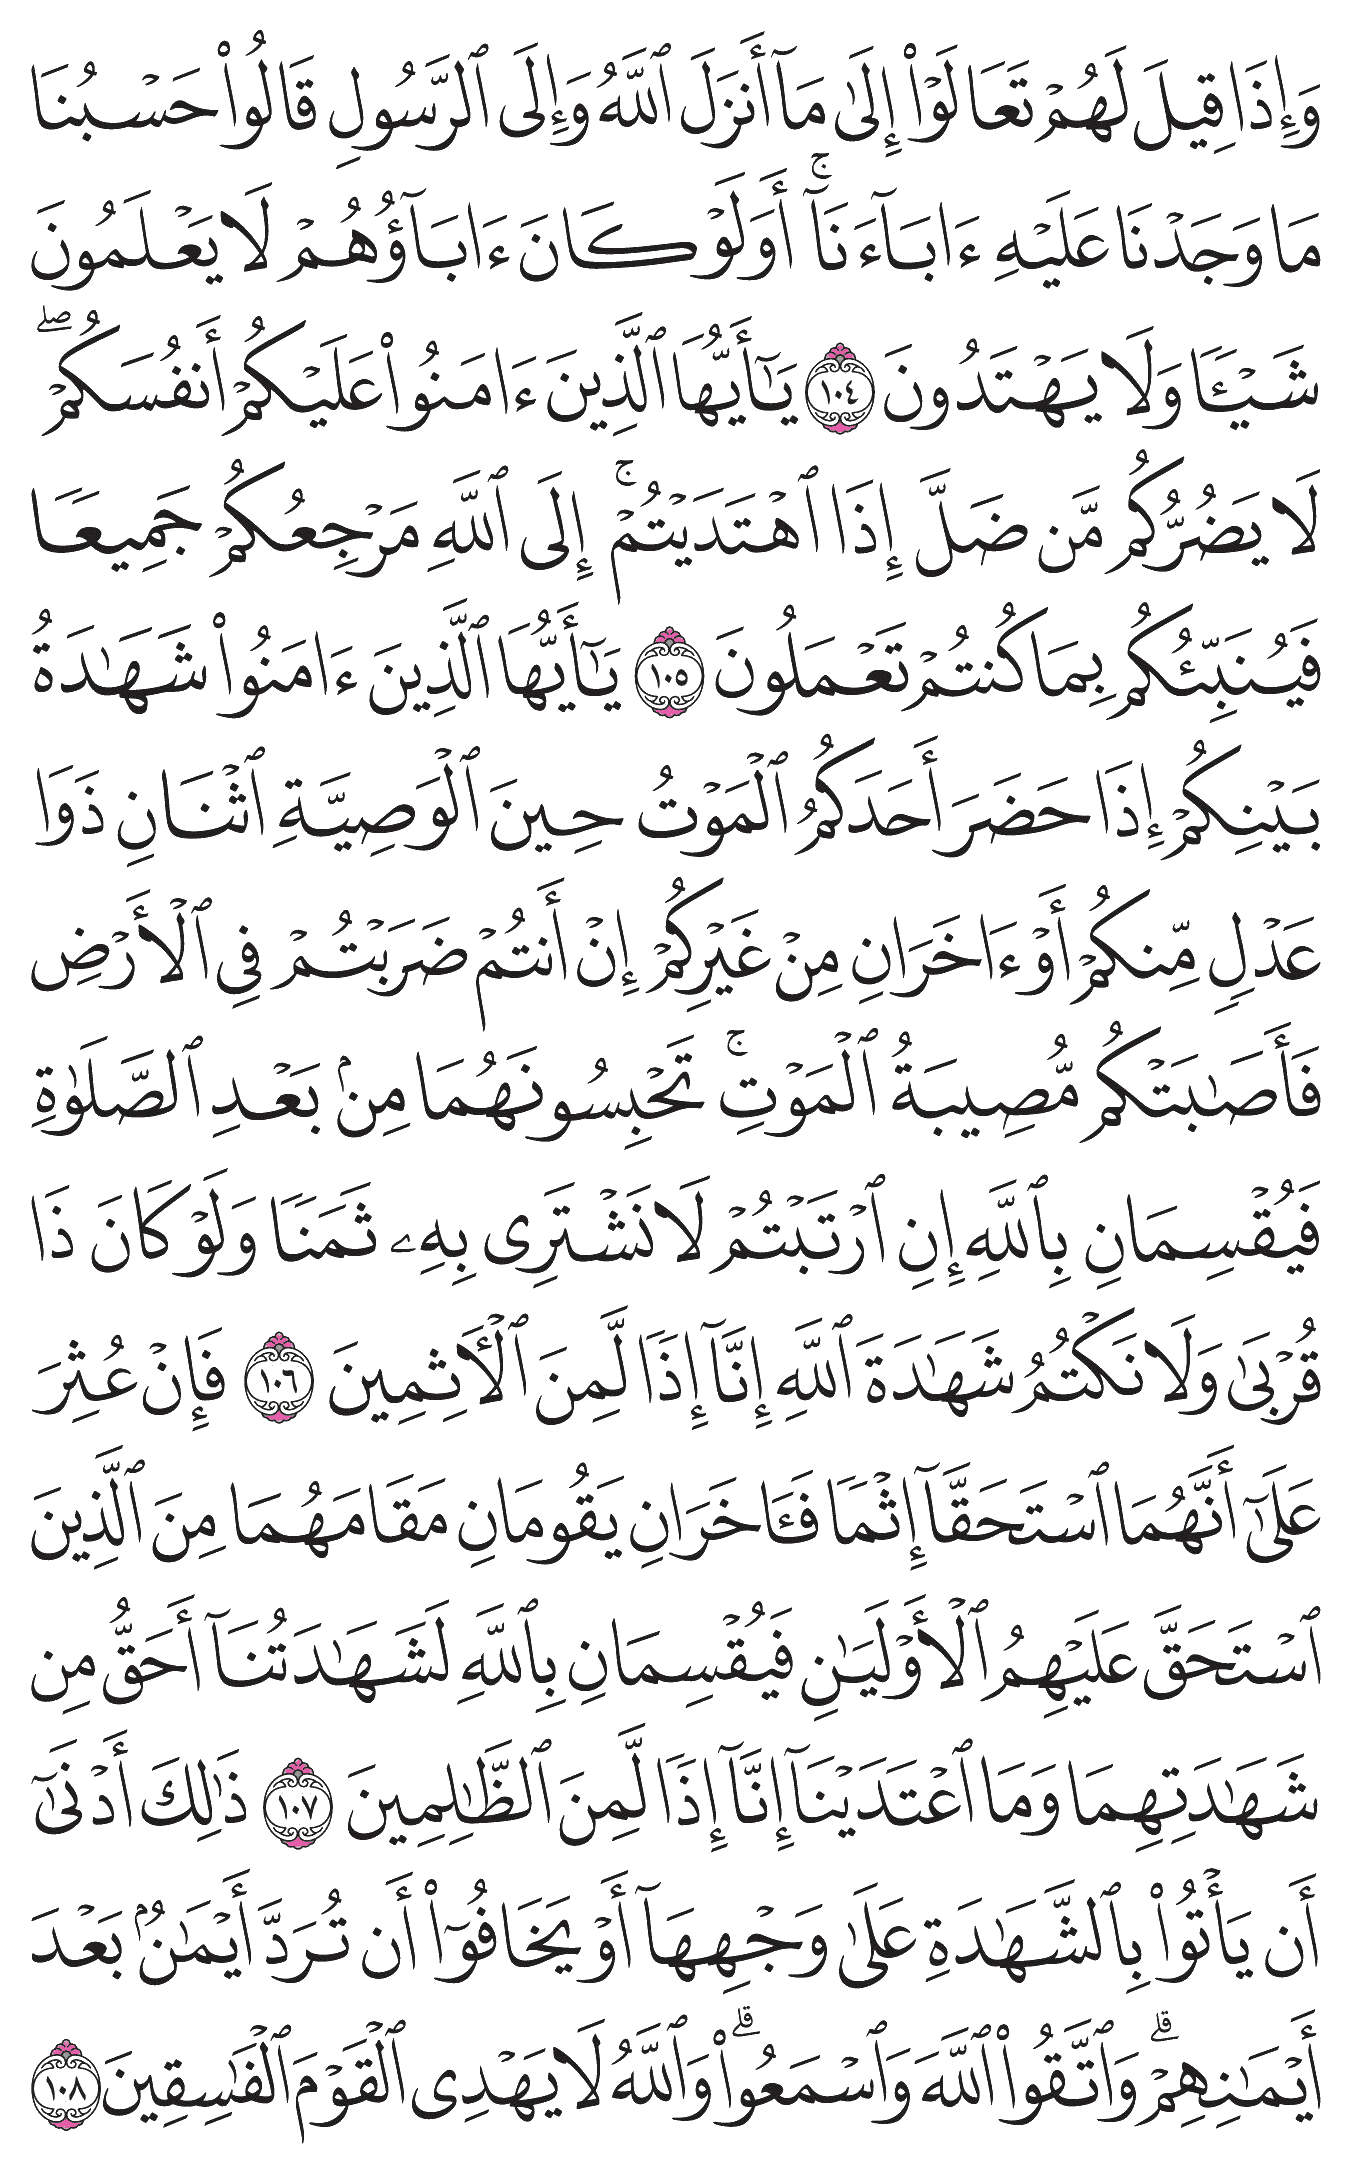 وَإِذَا قِيلَ لَهُمْ تَعَالَوْا۟ إِلَىٰ مَآ أَنزَلَ ٱللَّهُ وَإِلَى ٱلرَّسُولِ قَالُوا۟ حَسْبُنَا
مَا وَجَدْنَا عَلَيْهِ ءَابَآءَنَآ ۚ أَوَلَوْ كَانَ ءَابَآؤُهُمْ لَا يَعْلَمُونَ
شَيْـًٔا وَلَا يَهْتَدُونَ ١٠٤ يَـٰٓأَيُّهَا ٱلَّذِينَ ءَامَنُوا۟ عَلَيْكُمْ أَنفُسَكُمْ ۖ
لَا يَضُرُّكُم مَّن ضَلَّ إِذَا ٱهْتَدَيْتُمْ ۚ إِلَى ٱللَّهِ مَرْجِعُكُمْ جَمِيعًا
فَيُنَبِّئُكُم بِمَا كُنتُمْ تَعْمَلُونَ ١٠٥ يَـٰٓأَيُّهَا ٱلَّذِينَ ءَامَنُوا۟ شَهَـٰدَةُ
بَيْنِكُمْ إِذَا حَضَرَ أَحَدَكُمُ ٱلْمَوْتُ حِينَ ٱلْوَصِيَّةِ ٱثْنَانِ ذَوَا
عَدْلٍ مِّنكُمْ أَوْ ءَاخَرَانِ مِنْ غَيْرِكُمْ إِنْ أَنتُمْ ضَرَبْتُمْ فِى ٱلْأَرْضِ
فَأَصَـٰبَتْكُم مُّصِيبَةُ ٱلْمَوْتِ ۚ تَحْبِسُونَهُمَا مِنۢ بَعْدِ ٱلصَّلَوٰةِ
فَيُقْسِمَانِ بِٱللَّهِ إِنِ ٱرْتَبْتُمْ لَا نَشْتَرِى بِهِۦ ثَمَنًا وَلَوْ كَانَ ذَا
قُرْبَىٰ وَلَا نَكْتُمُ شَهَـٰدَةَ ٱللَّهِ إِنَّآ إِذًا لَّمِنَ ٱلْـَٔاثِمِينَ ١٠٦ فَإِنْ عُثِرَ
عَلَىٰٓ أَنَّهُمَا ٱسْتَحَقَّآ إِثْمًا فَـَٔاخَرَانِ يَقُومَانِ مَقَامَهُمَا مِنَ ٱلَّذِينَ
ٱسْتَحَقَّ عَلَيْهِمُ ٱلْأَوْلَيَـٰنِ فَيُقْسِمَانِ بِٱللَّهِ لَشَهَـٰدَتُنَآ أَحَقُّ مِن
شَهَـٰدَتِهِمَا وَمَا ٱعْتَدَيْنَآ إِنَّآ إِذًا لَّمِنَ ٱلظَّـٰلِمِينَ ١٠٧ ذَٰلِكَ أَدْنَىٰٓ
أَن يَأْتُوا۟ بِٱلشَّهَـٰدَةِ عَلَىٰ وَجْهِهَآ أَوْ يَخَافُوٓا۟ أَن تُرَدَّ أَيْمَـٰنٌۢ بَعْدَ
أَيْمَـٰنِهِمْ ۗ وَٱتَّقُوا۟ ٱللَّهَ وَٱسْمَعُوا۟ ۗ وَٱللَّهُ لَا يَهْدِى ٱلْقَوْمَ ٱلْفَـٰسِقِينَ ١٠٨